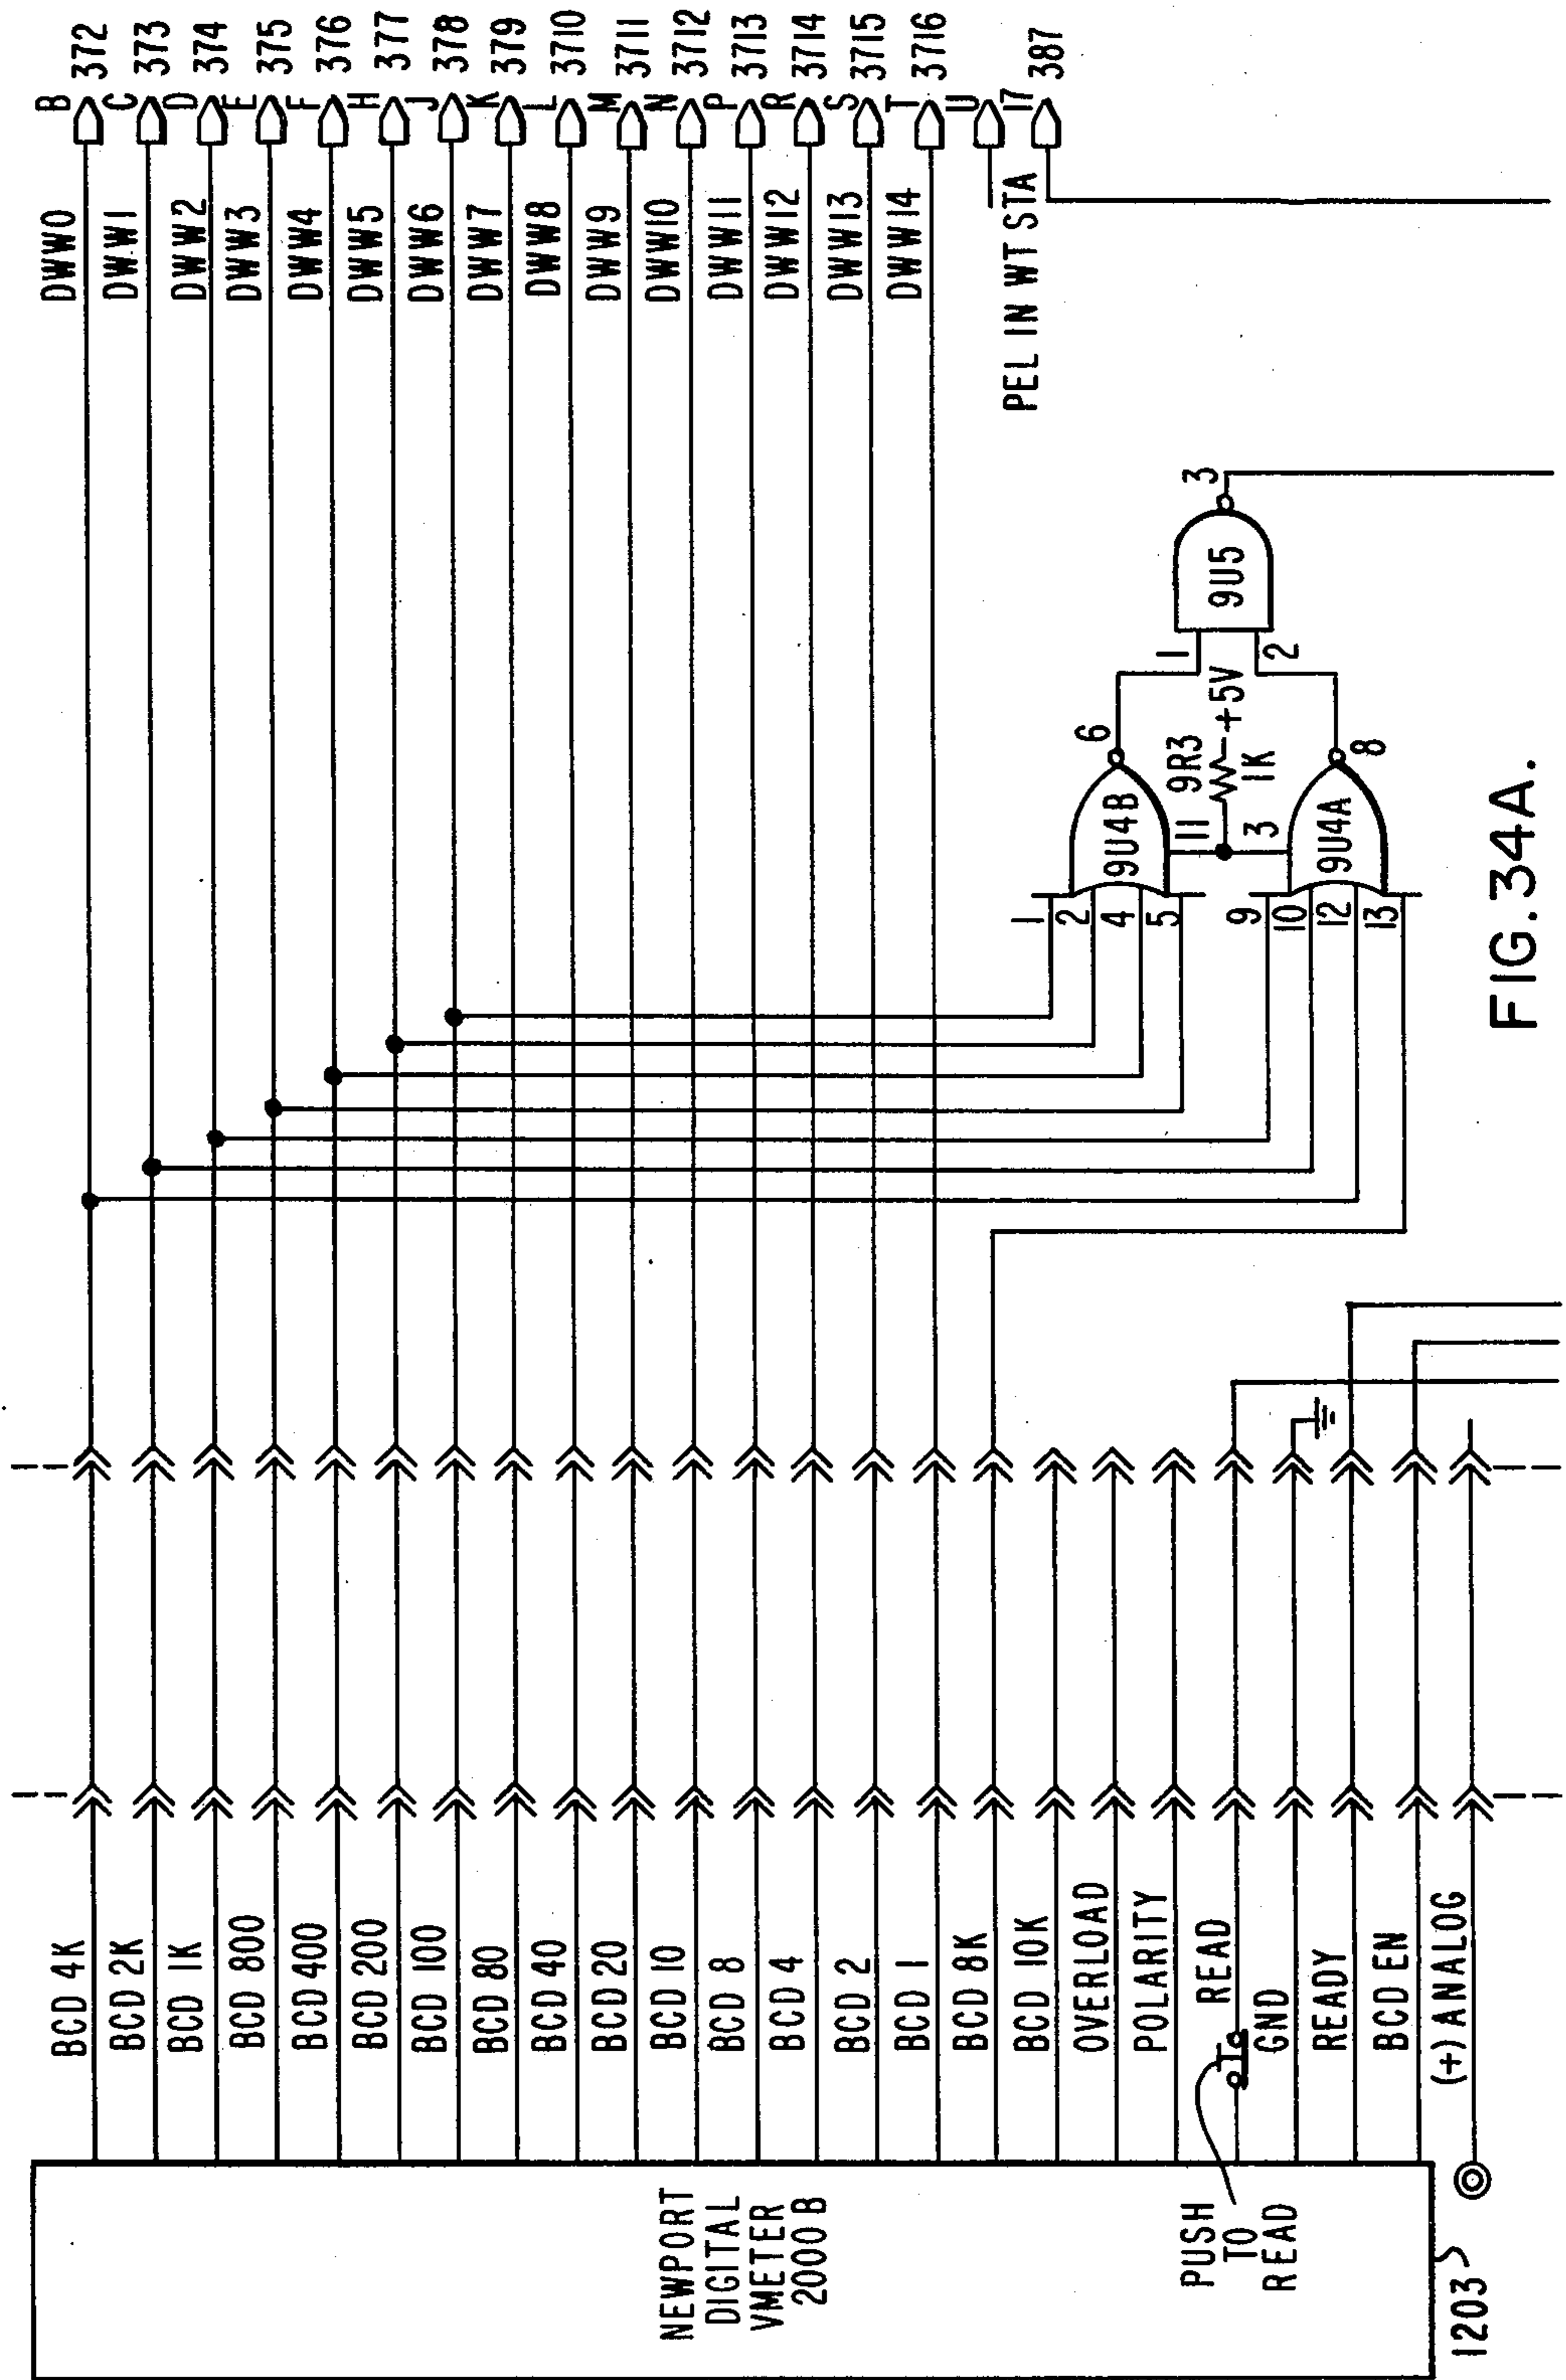 NEWPORT
DIGITAL
VMETER
2000 B
PUSH
TO
READ
1203
BCD 4K
BCD 2K
BCD 1K
BCD 800
BCD 400
BCD 200
BCD 100
BCD 80
BCD 40
BCD 20
BCD 10
BCD 8
BCD 4
BCD 2
BCD 1
BCD 8K
BCD 10K
OVERLOAD
POLARITY
READ
GND
READY
BCD EN
(+) ANALOG
1
2
4
5
9U4B
6
11
9R3
1K
+5V
3
9
10
12
13
9U4A
8
1
2
9U5
3
DWW0 B 372
DWW1 C 373
DWW2 D 374
DWW3 E 375
DWW4 F 376
DWW5 H 377
DWW6 J 378
DWW7 K 379
DWW8 L 3710
DWW9 M 3711
DWW10 N 3712
DWW11 P 3713
DWW12 R 3714
DWW13 S 3715
DWW14 T 3716
U
PEL IN WT STA 17 387
FIG.34A.